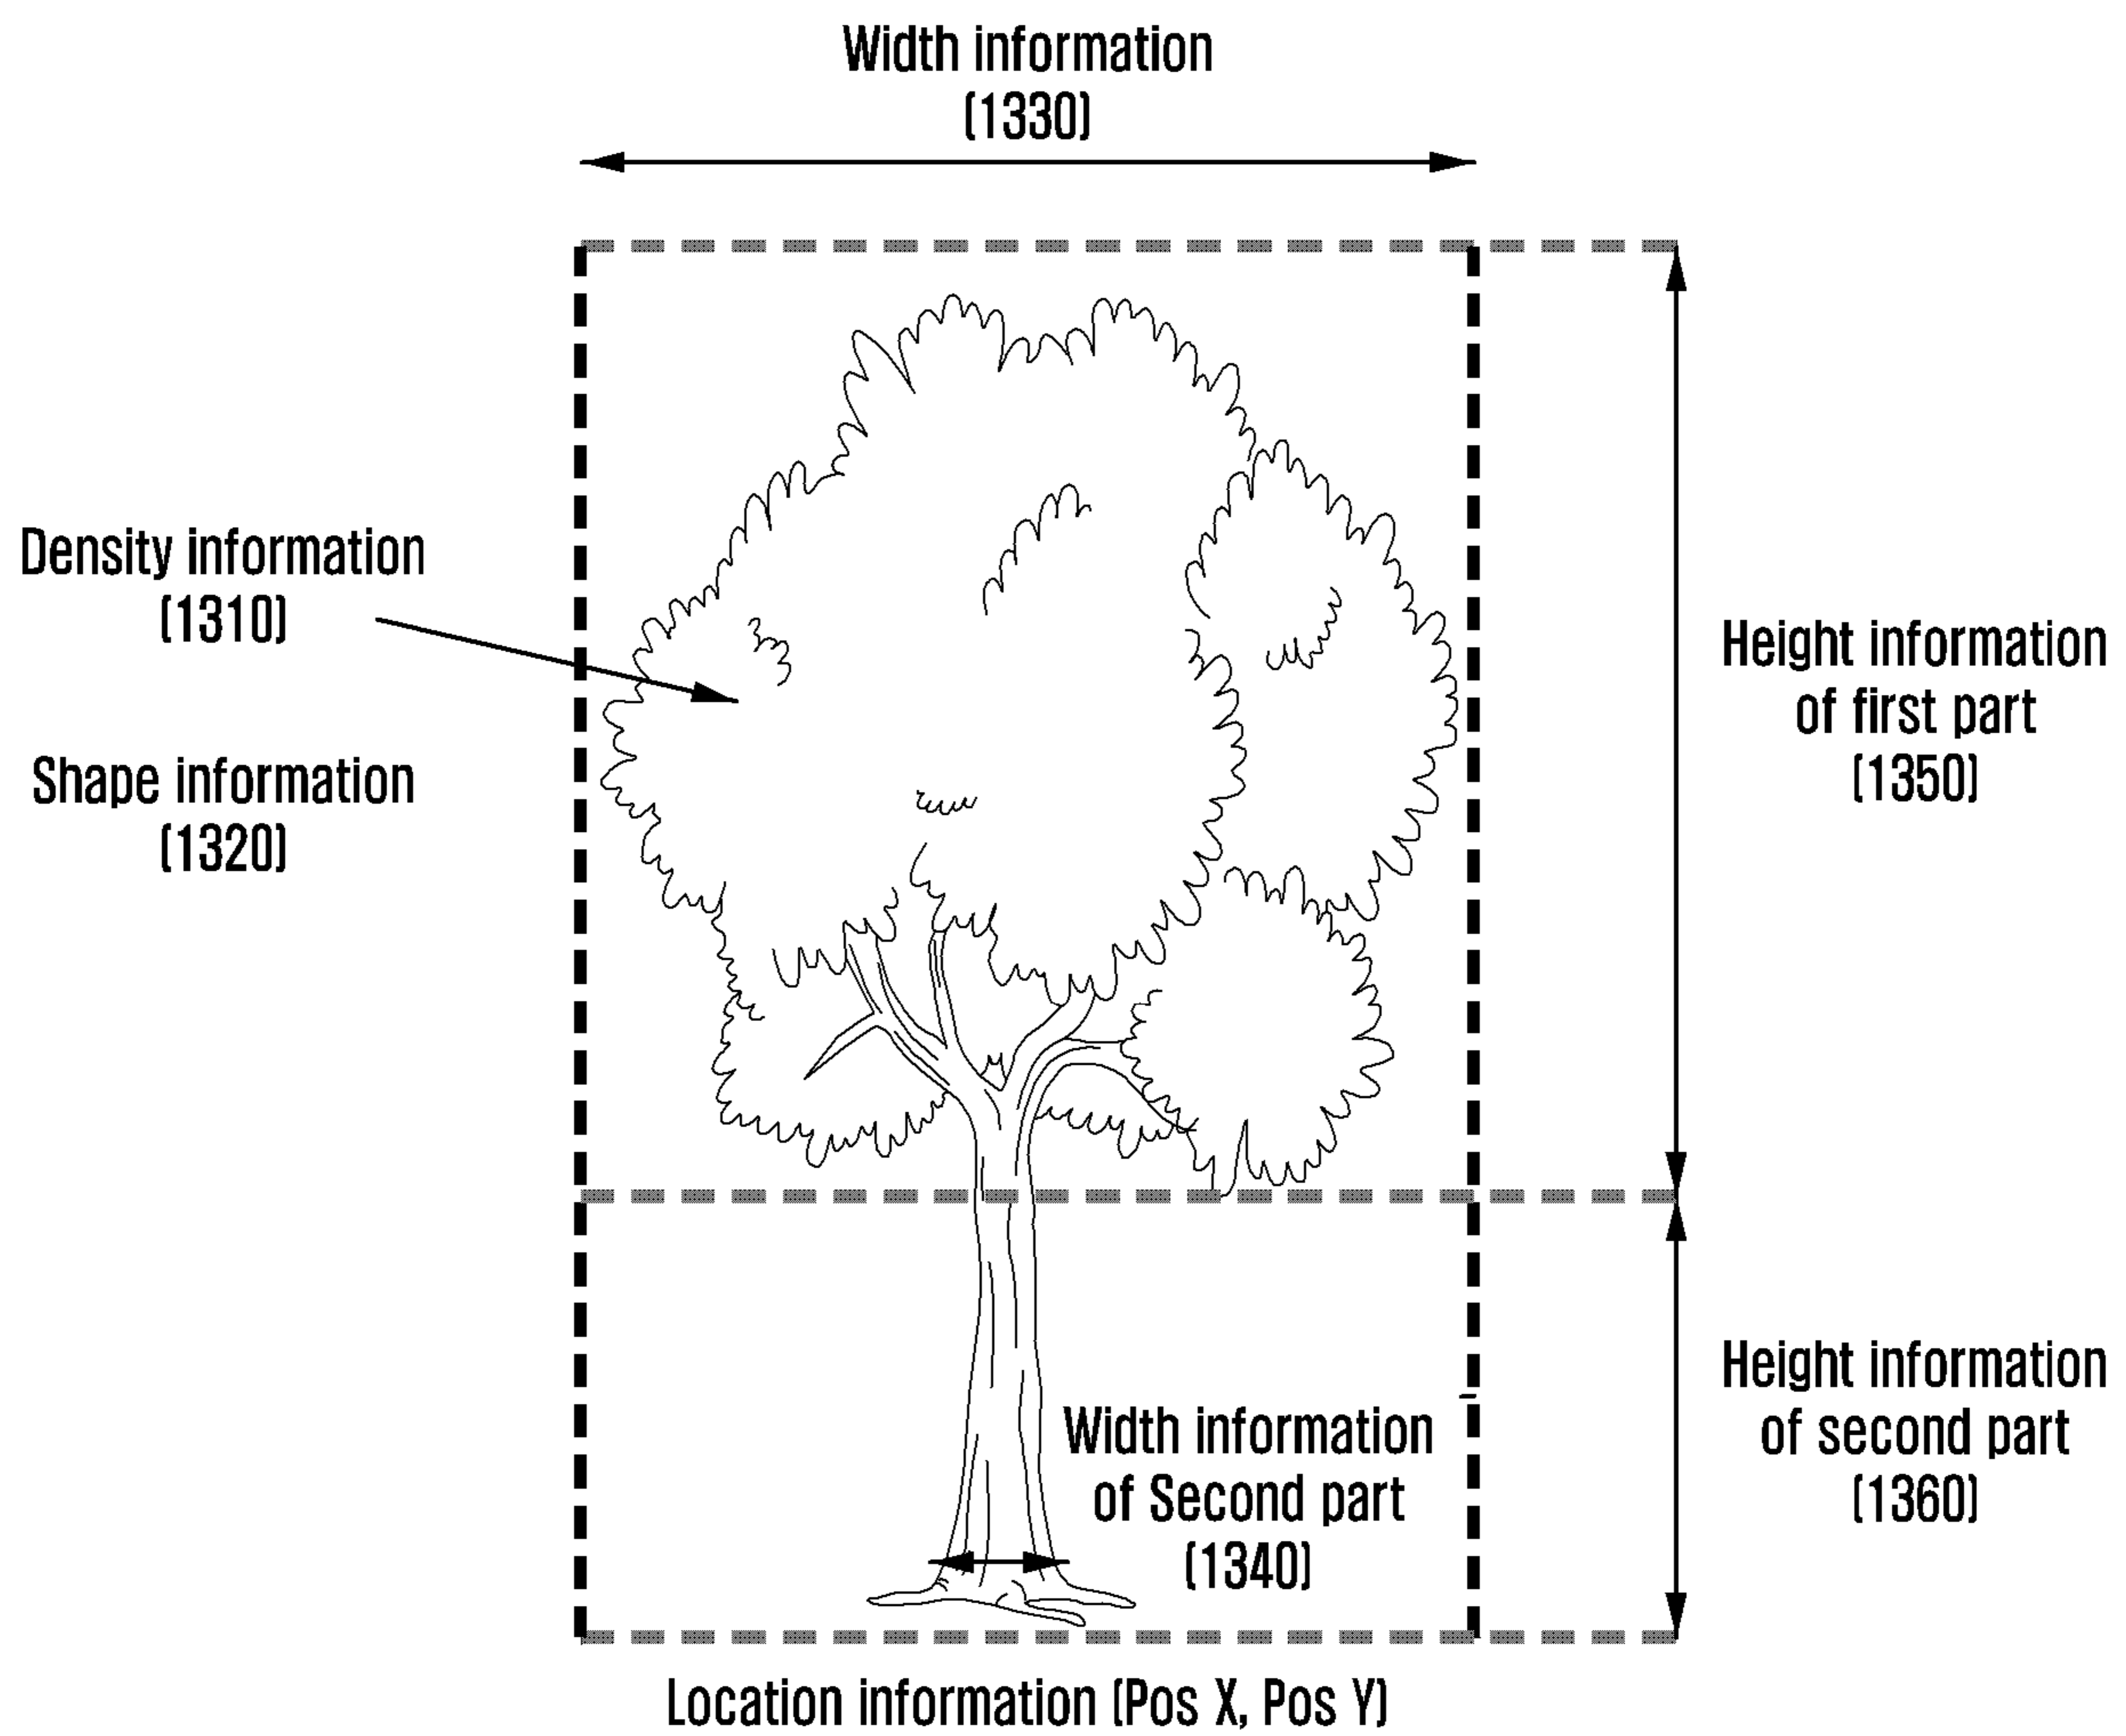 Width information
(1330)
Density information
(1310)
Shape information
(1320)
Height information
of first part
(1350)
Width information
of Second part
(1340)
Height information
of second part
(1360)
Location information (Pos X, Pos Y)